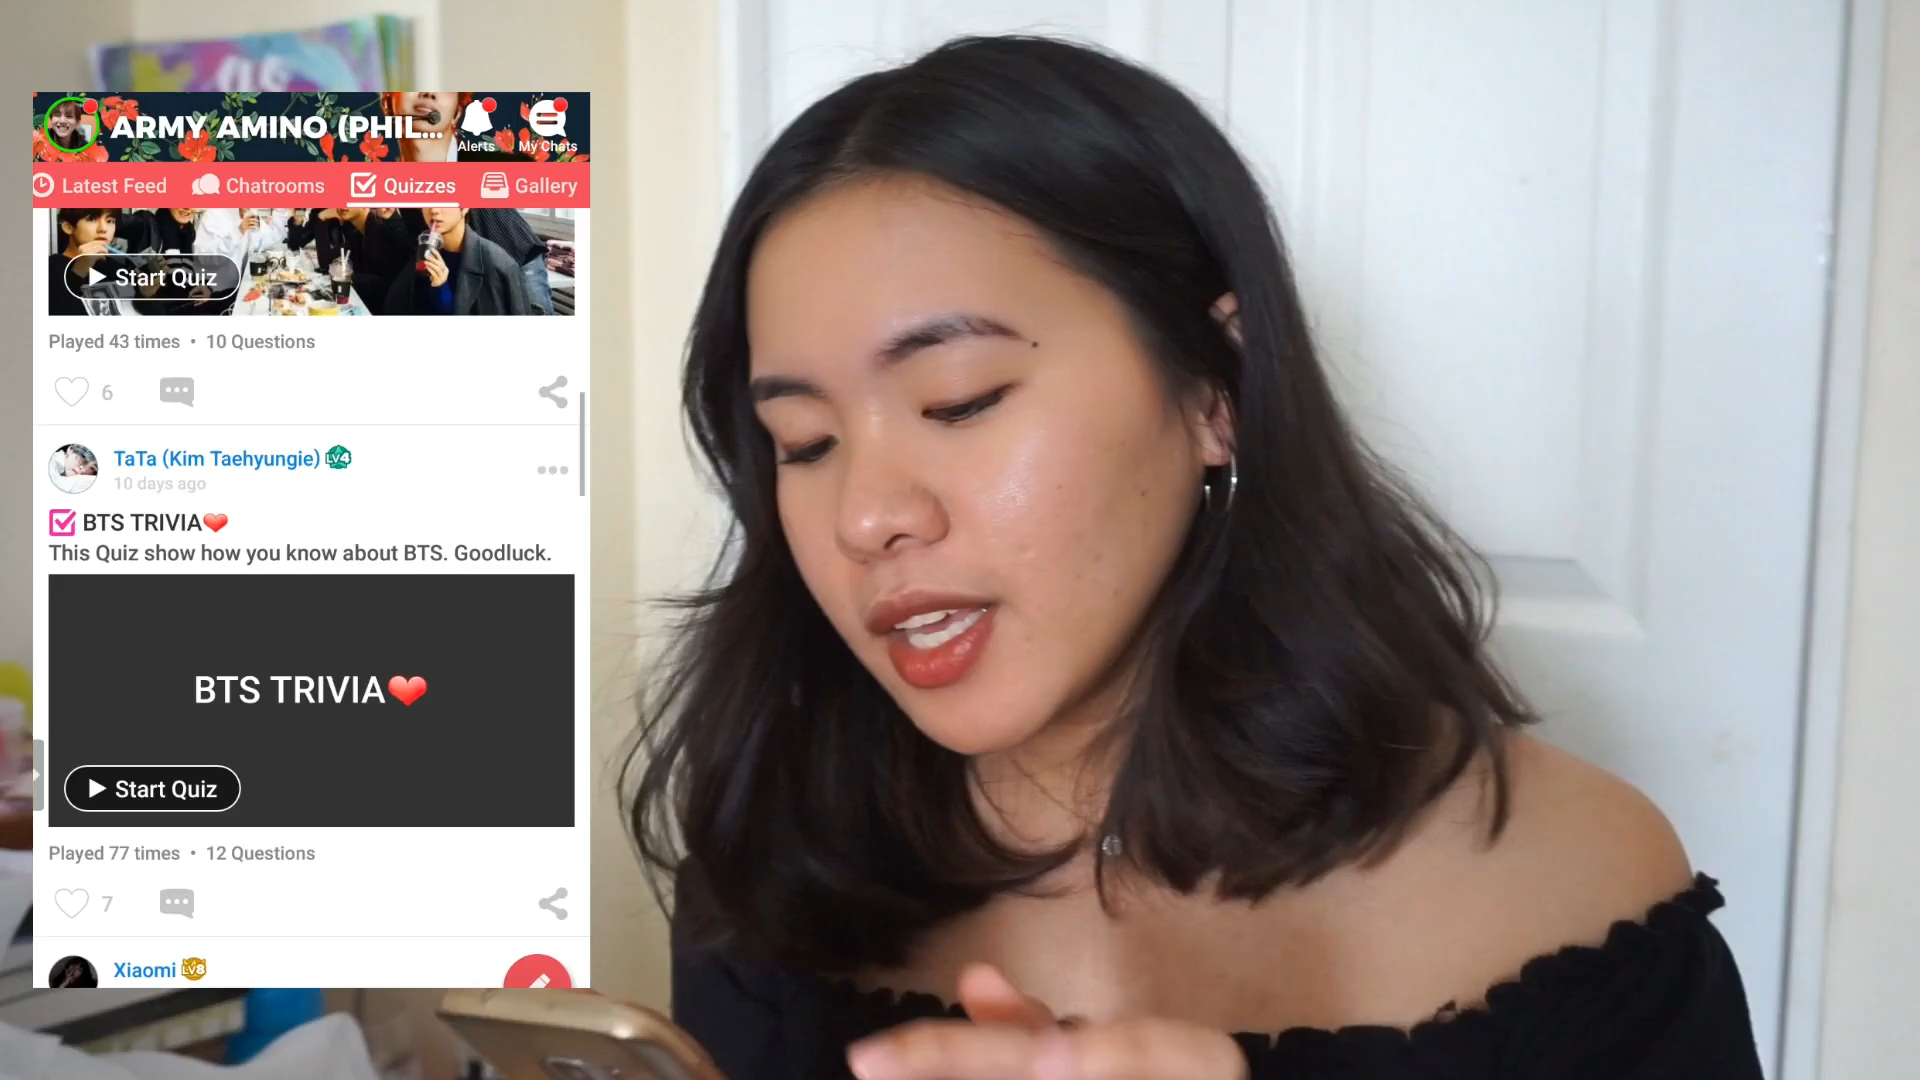 ARMY AMINO (PHIL...
Alerts
My Chats
Latest Feed
Chatrooms
Quizzes
Gallery
Start Quiz
Played 43 times • 10 Questions
6
TaTa (Kim Taehyungie) LV4
10 days ago
BTS TRIVIA❤
This Quiz show how you know about BTS. Goodluck.
BTS TRIVIA❤
Start Quiz
Played 77 times • 12 Questions
7
Xiaomi LV8